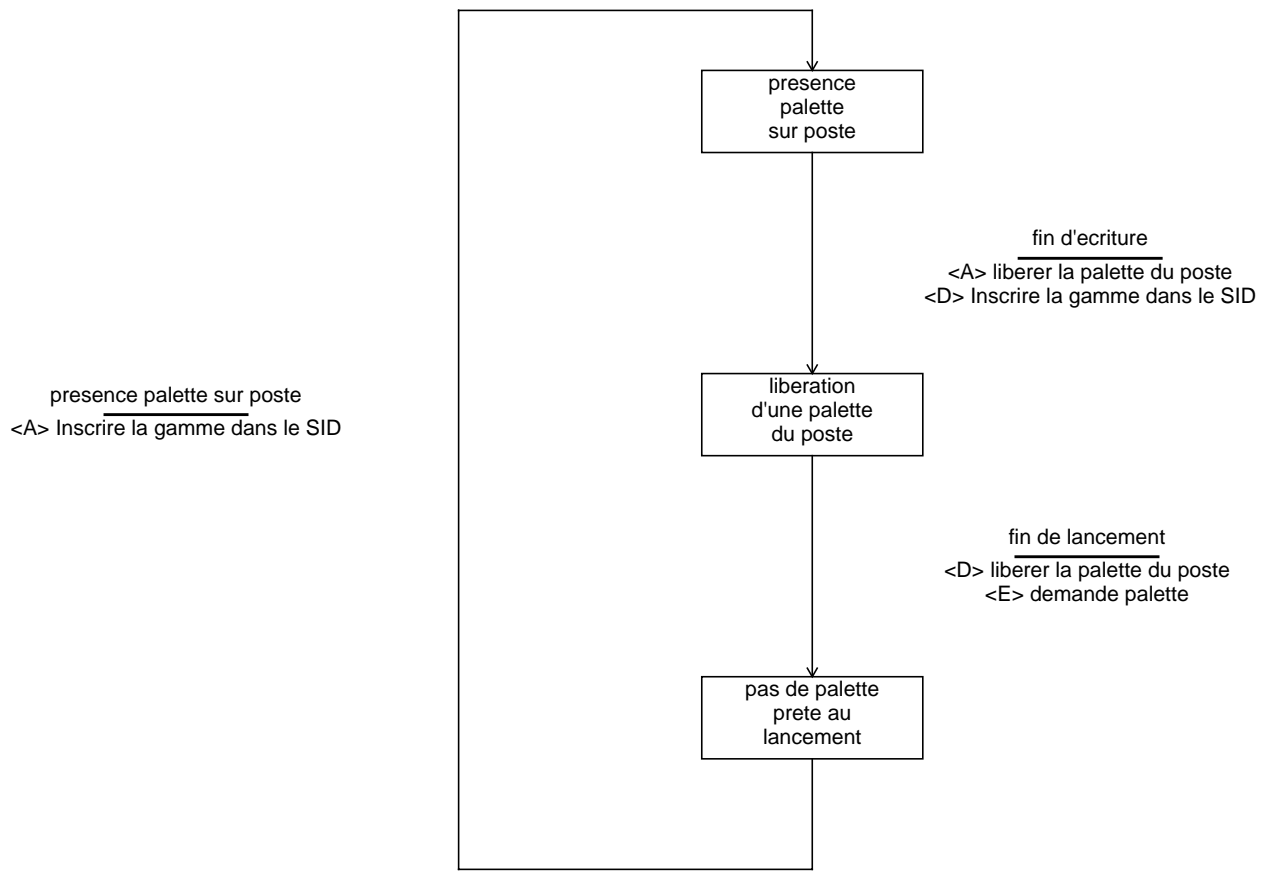 presence
palette
sur poste
fin d'ecriture
<A> liberer la palette du poste
<D> Inscrire la gamme dans le SID
presence palette sur poste
<A> Inscrire la gamme dans le SID
liberation
d'une palette
du poste
fin de lancement
<D> liberer la palette du poste
<E> demande palette
pas de palette
prete au
lancement